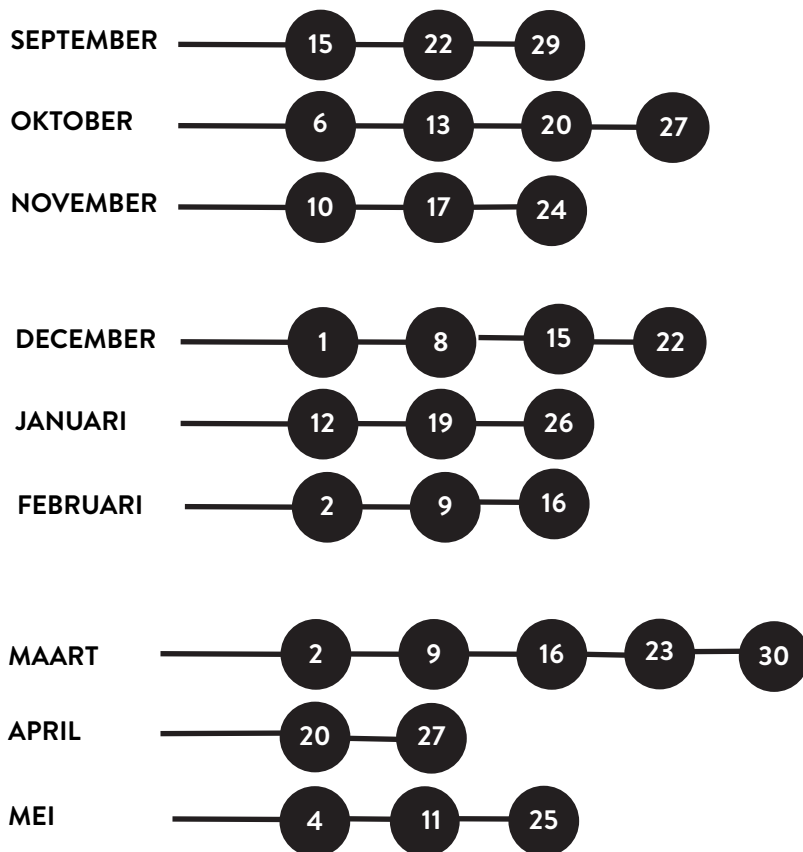 SEPTEMBER 15 22 29
OKTOBER 6 13 20 27
NOVEMBER 10 17 24
DECEMBER 1 8 15 22
JANUARI 12 19 26
FEBRUARI 2 9 16
MAART 2 9 16 23 30
APRIL 20 27
MEI 4 11 25